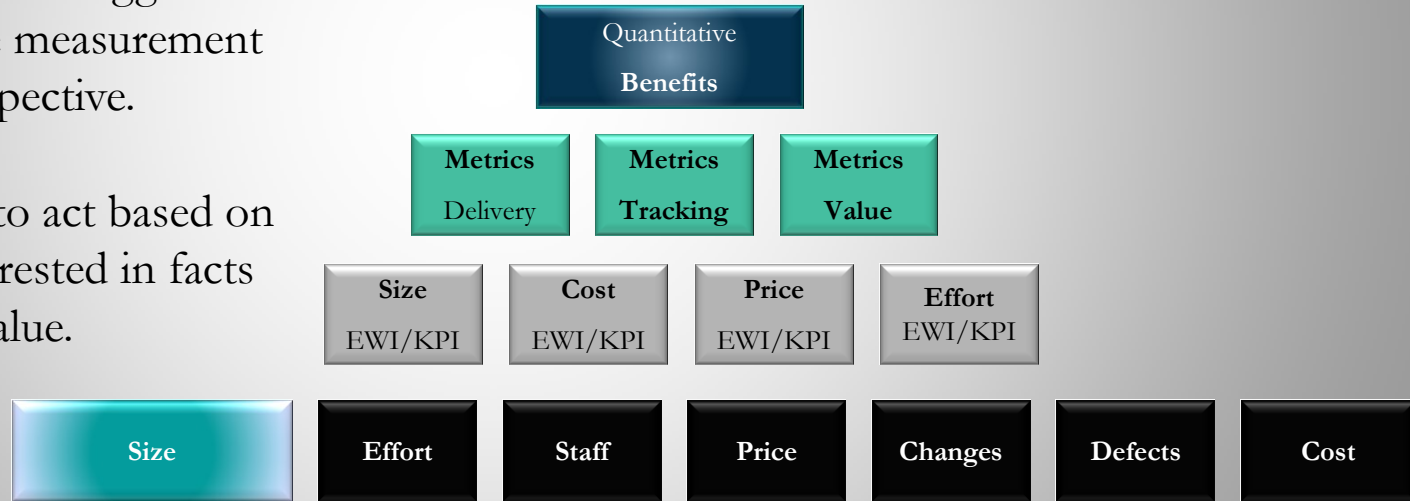 measurement
pective.
to act based on
rested in facts
alue.
Quantitative
Benefits
Metrics
Delivery
Metrics
Tracking
Metrics
Value
Size
EWI/KPI
Cost
EWI/KPI
Price
EWI/KPI
Effort
EWI/KPI
Size
Effort
Staff
Price
Changes
Defects
Cost